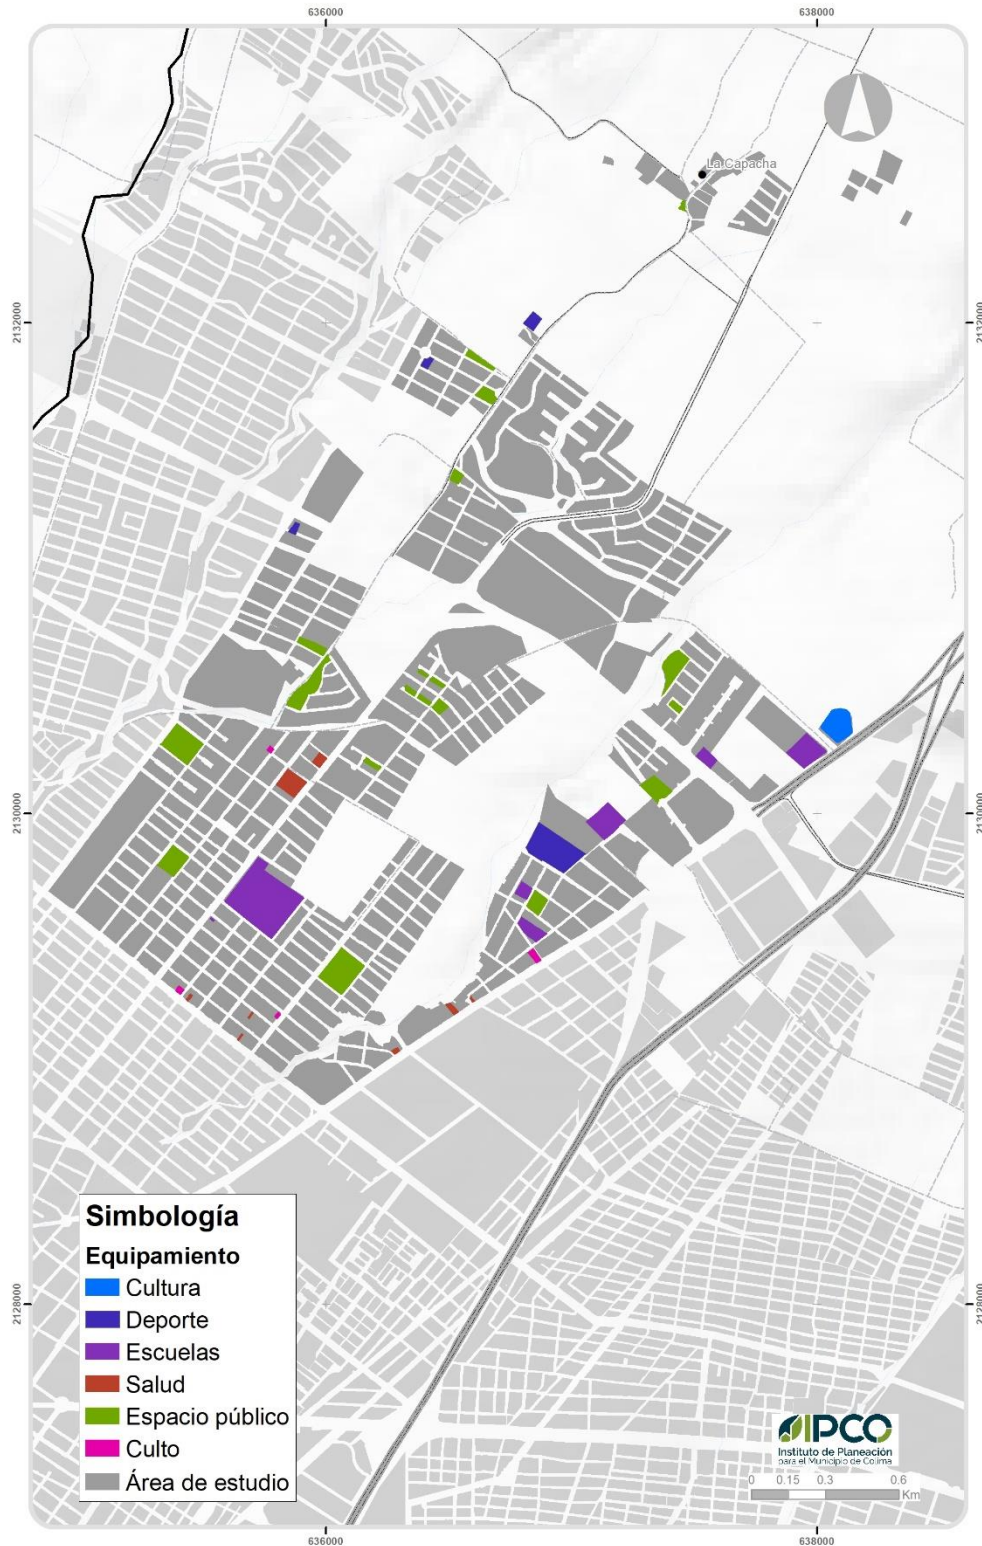 636000
638000
La Capacha
2132000
2132000
2130000
2130000
2128000
2128000
Simbología
Equipamiento
Cultura
Deporte
Escuelas
Salud
Espacio público
Culto
Área de estudio
IPCO
Instituto de Planeación
para el Municipio de Colima
0 0.15 0.3 0.6
Km
636000
638000